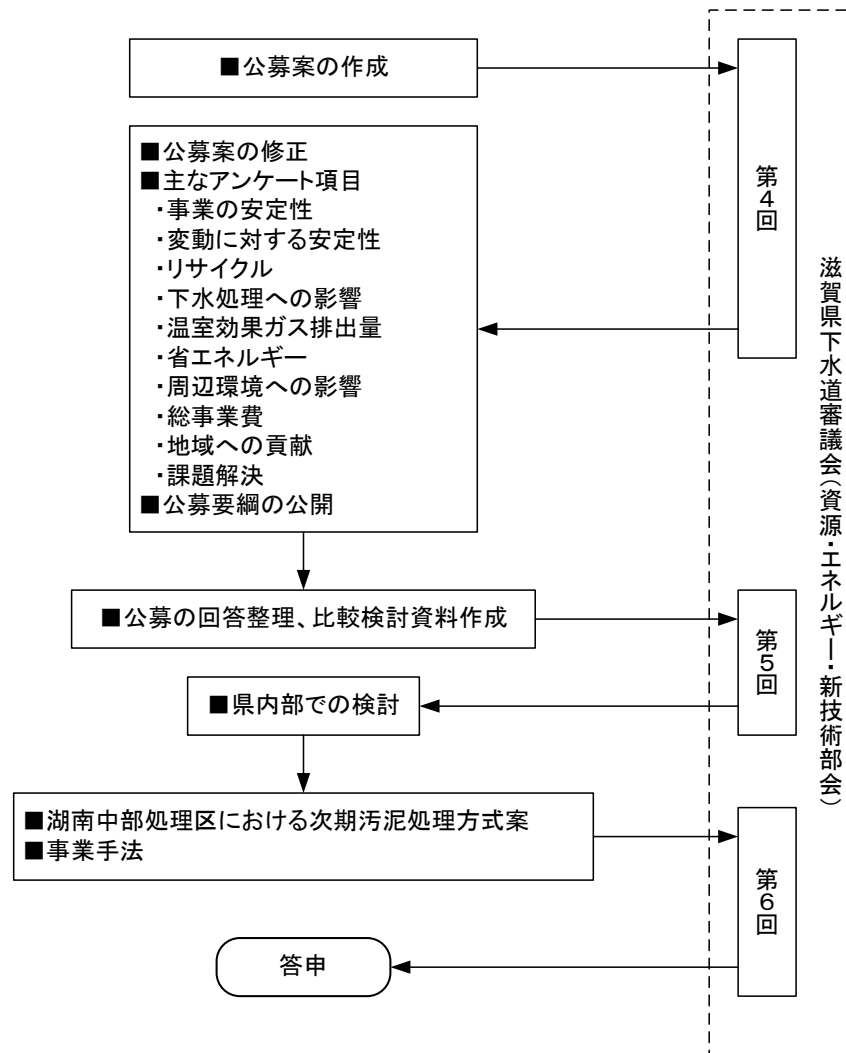 ■公募案の作成
第4回
■公募案の修正
■主なアンケート項目
・事業の安定性
・変動に対する安定性
・リサイクル
・下水処理への影響
・温室効果ガス排出量
・省エネルギー
・周辺環境への影響
・総事業費
・地域への貢献
・課題解決
■公募要綱の公開
滋賀県下水道審議会(資源・エネルギー・新技術部会)
■公募の回答整理、比較検討資料作成
第5回
■県内部での検討
■湖南中部処理区における次期汚泥処理方式案
■事業手法
第6回
答申